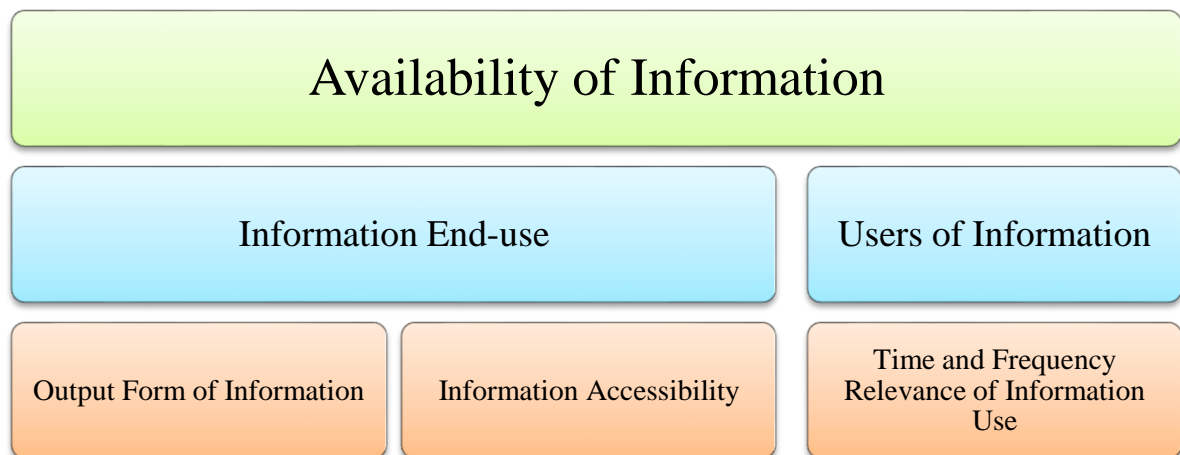 Availability of Information
Information End-use
Users of Information
Output Form of Information
Information Accessibility
Time and Frequency
Relevance of Information
Use